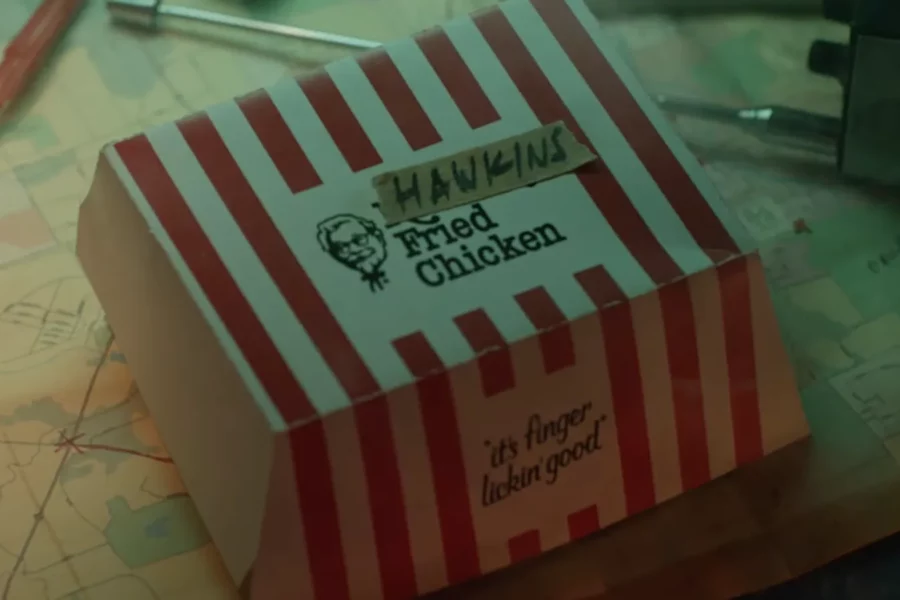 HAWKINS
Fried
Chicken
"it's finger
lickin' good"